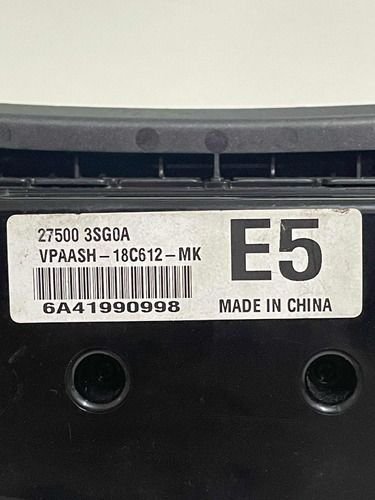 27500 3SG0A
VPAASH-18C612-MK
6A41990998
E5
MADE IN CHINA